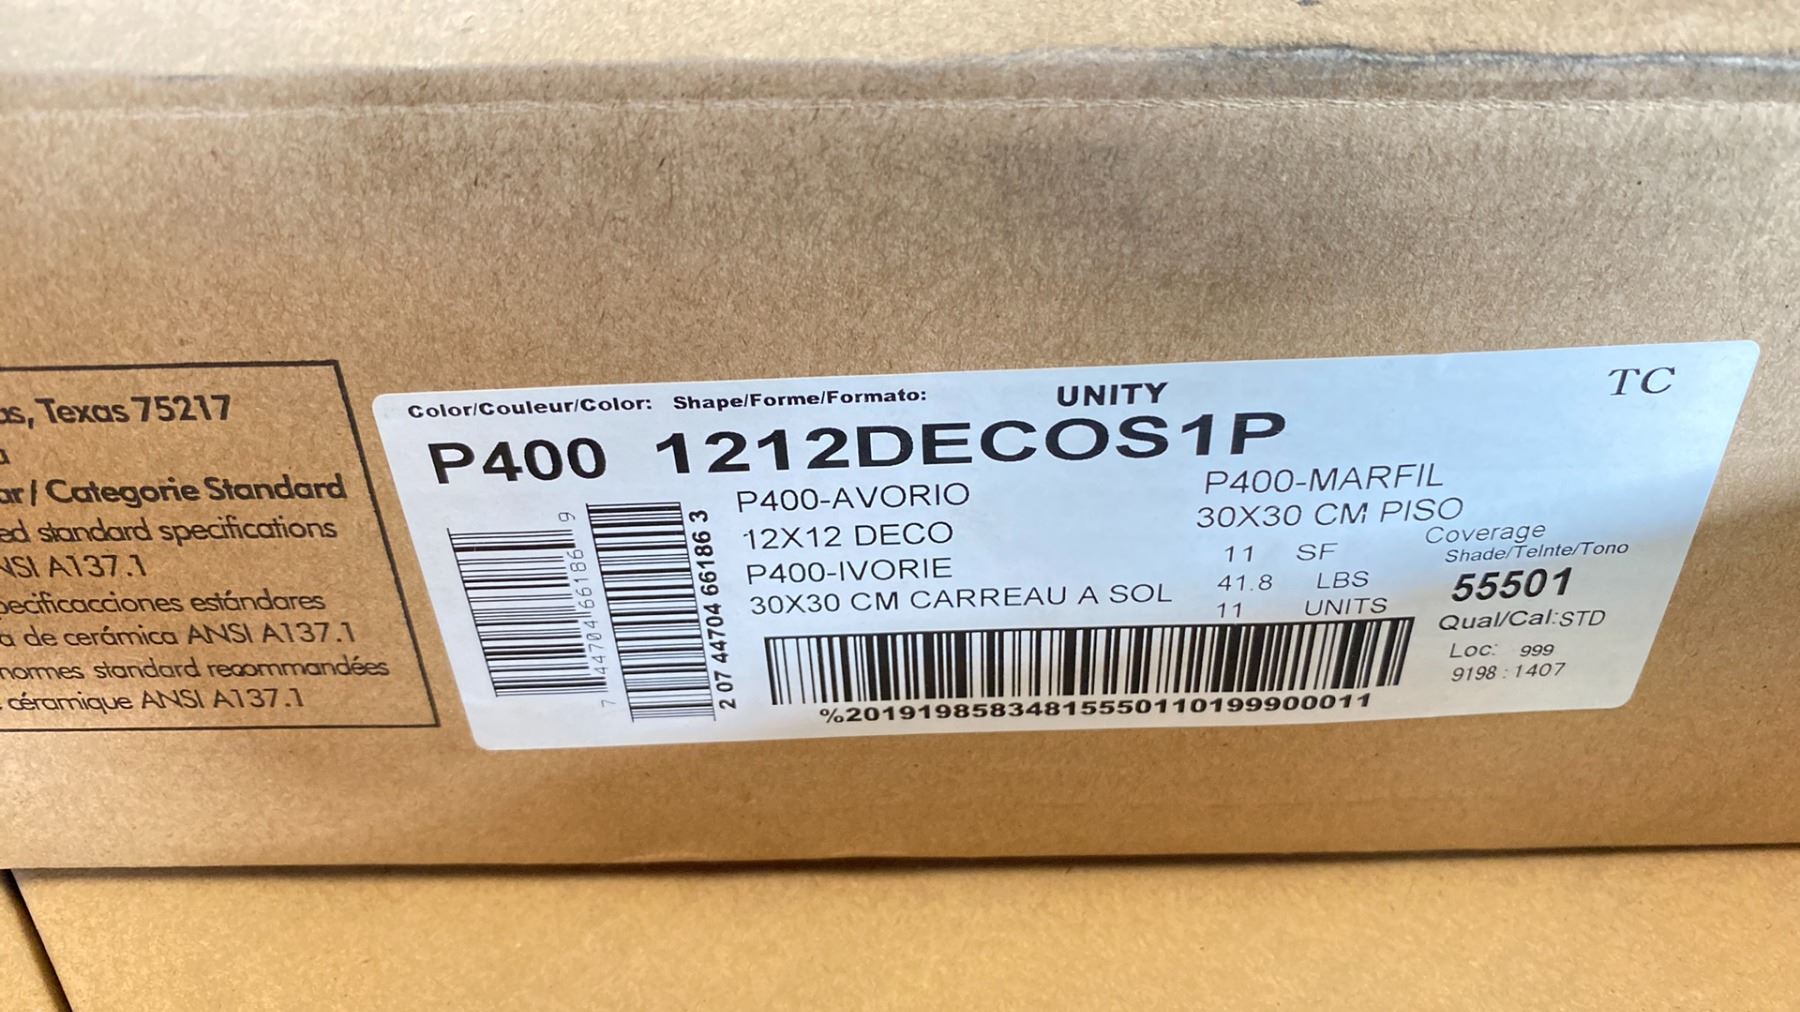 as, Texas 75217
ar / Categorie Standard
ed standard specifications
NSI A137.1
pecificacciones estándares
a de cerámica ANSI A137.1
normes standard recommandées
céramique ANSI A137.1
Color/Couleur/Color: Shape/Forme/Formato: UNITY TC
P400 1212DECOS1P
P400-AVORIO
12X12 DECO
P400-IVORIE
30X30 CM CARREAU A SOL
P400-MARFIL
30X30 CM PISO
11 SF
41.8 LBS
11 UNITS
Coverage
Shade/Telnte/Tono
55501
Qual/Cal:STD
Loc: 999
9198 : 1407
7 44704 66186 9
2 07 44704 66186 3
%20191985834815550110199900011